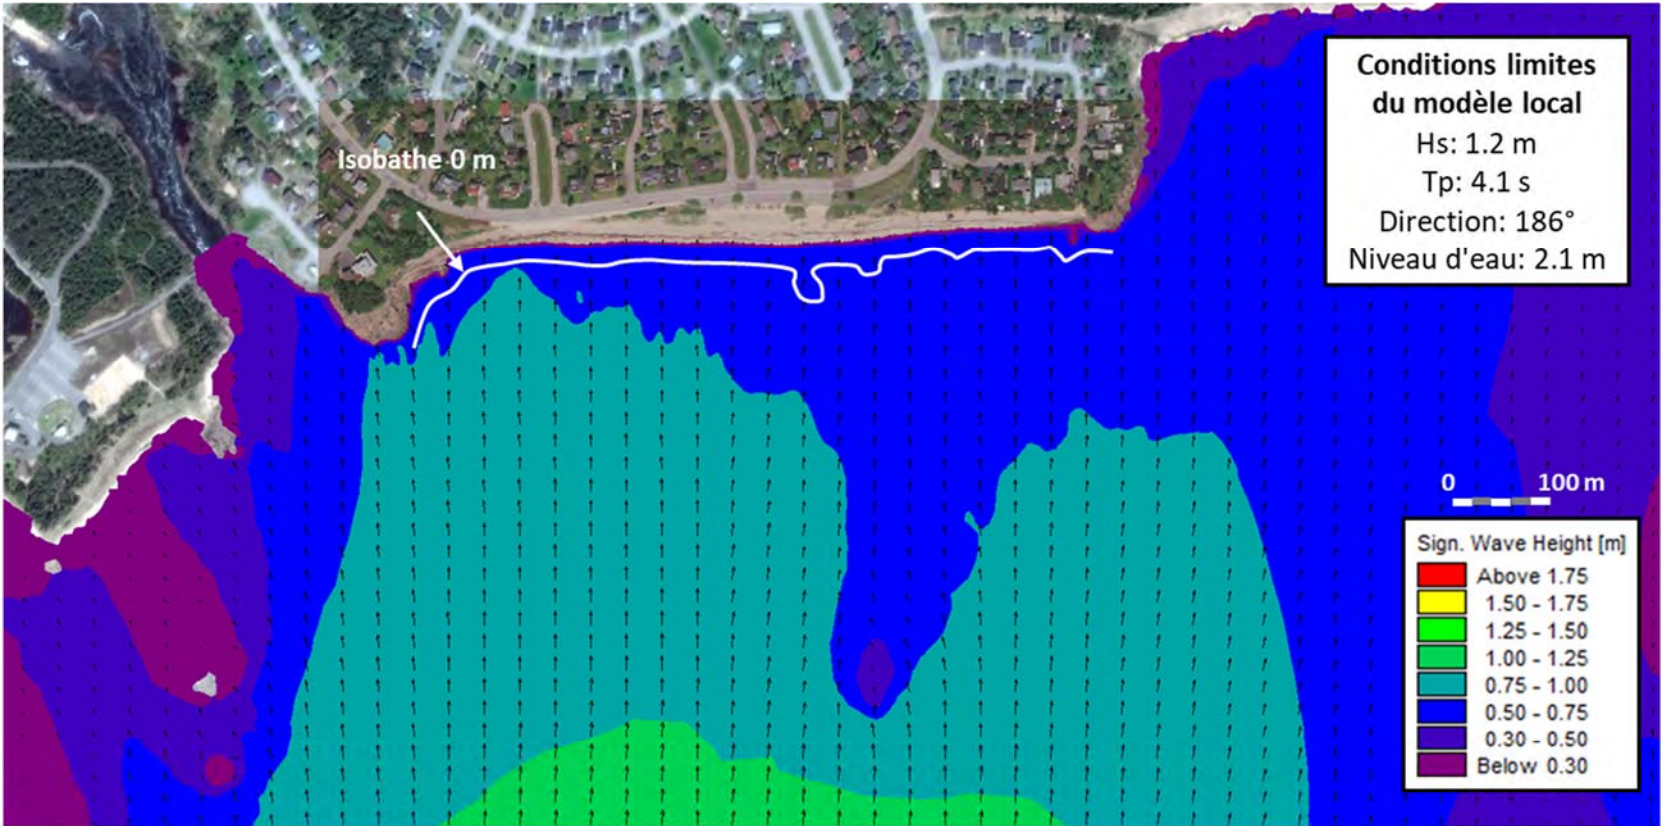 Isobathe 0 m
Conditions limites
du modèle local
Hs: 1.2 m
Tp: 4.1 s
Direction: 186°
Niveau d'eau: 2.1 m
0 100 m
Sign. Wave Height [m]
Above 1.75
1.50 - 1.75
1.25 - 1.50
1.00 - 1.25
0.75 - 1.00
0.50 - 0.75
0.30 - 0.50
Below 0.30